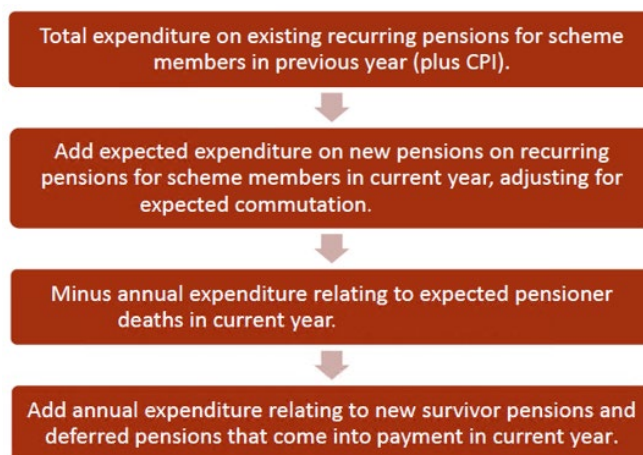 Total expenditure on existing recurring pensions for scheme
members in previous year (plus CPI).
Add expected expenditure on new pensions on recurring
pensions for scheme members in current year, adjusting for
expected commutation.
Minus annual expenditure relating to expected pensioner
deaths in current year.
Add annual expenditure relating to new survivor pensions and
deferred pensions that come into payment in current year.